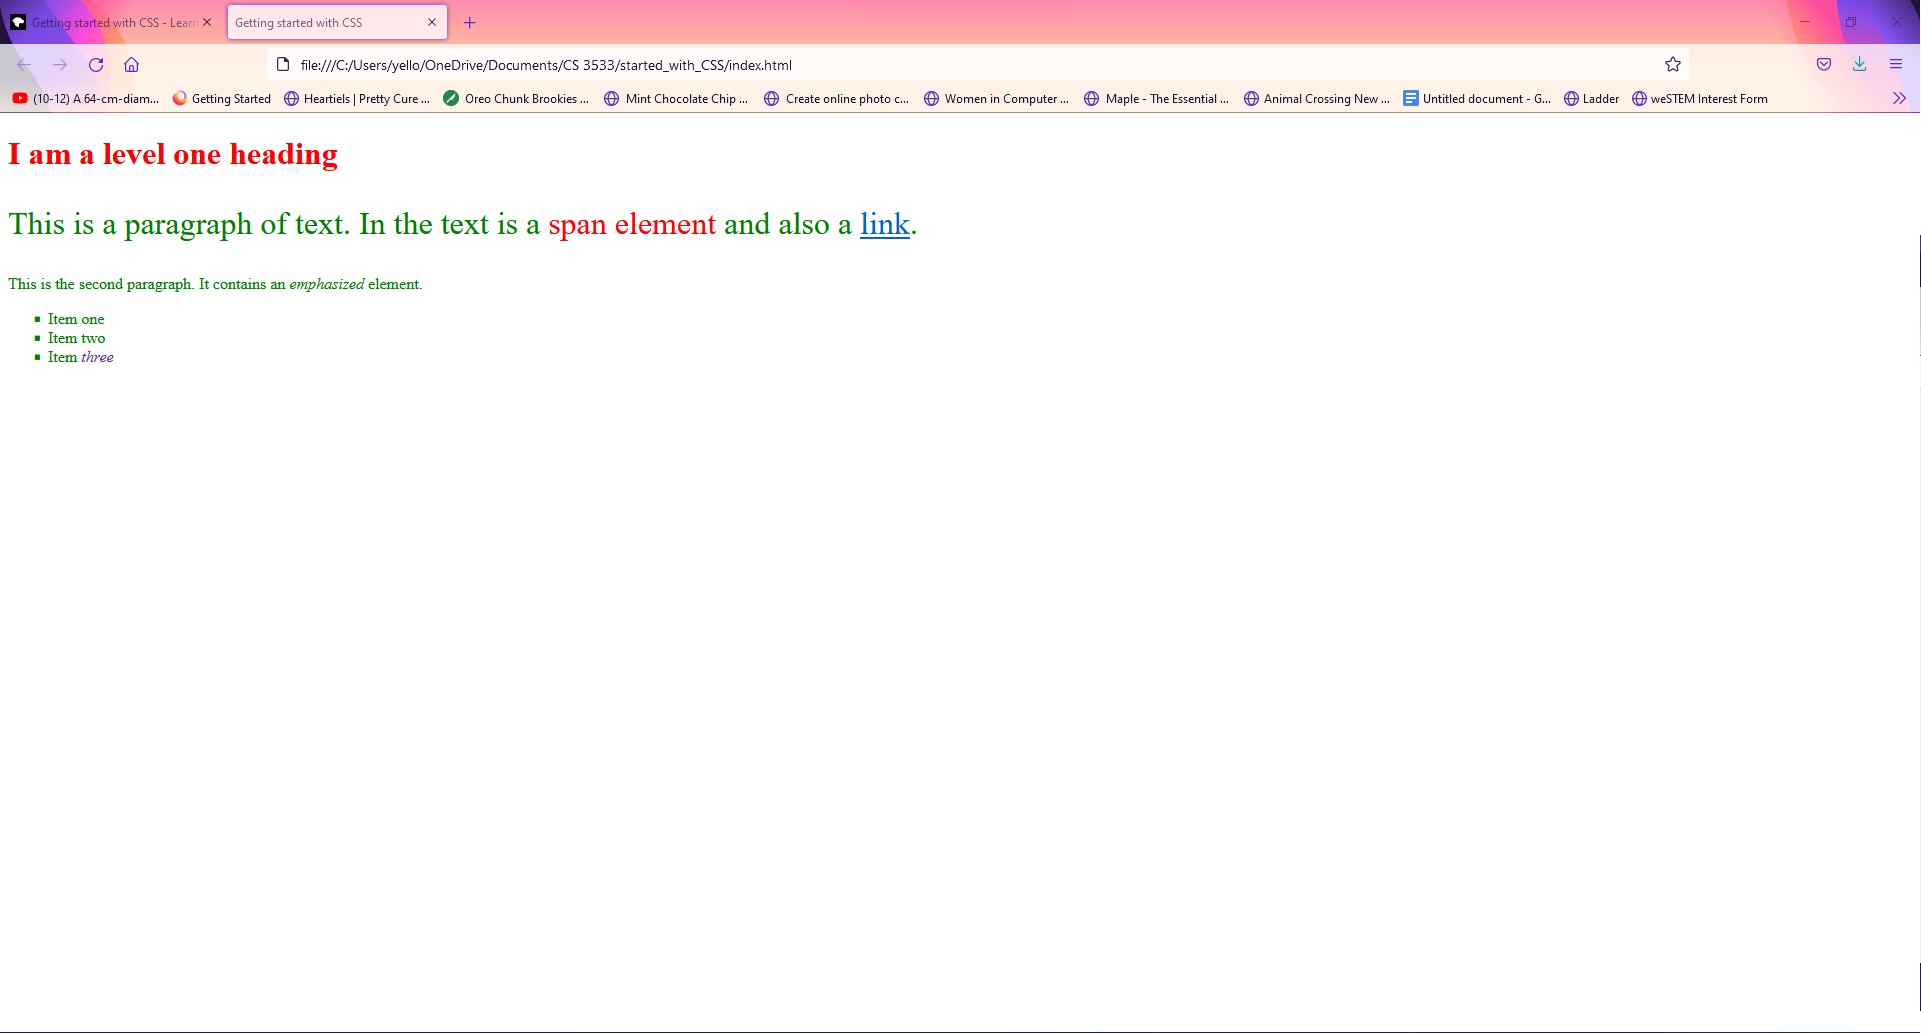 Getting started with CSS - Learn
Getting started with CSS
file:///C:/Users/yello/OneDrive/Documents/CS 3533/started_with_CSS/index.html
(10-12) A 64-cm-diam... Getting Started Heartiels | Pretty Cure ... Oreo Chunk Brookies ... Mint Chocolate Chip ... Create online photo c... Women in Computer ... Maple - The Essential ... Animal Crossing New ... Untitled document - G... Ladder weSTEM Interest Form
I am a level one heading
This is a paragraph of text. In the text is a span element and also a link.
This is the second paragraph. It contains an emphasized element.
Item one
Item two
Item three